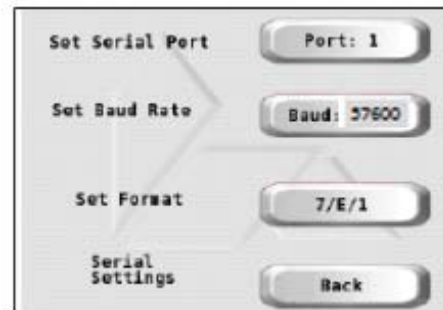 Set Serial Port
Port: 1
Set Baud Rate
Baud: 57600
Set Format
7/E/1
Serial
Settings
Back